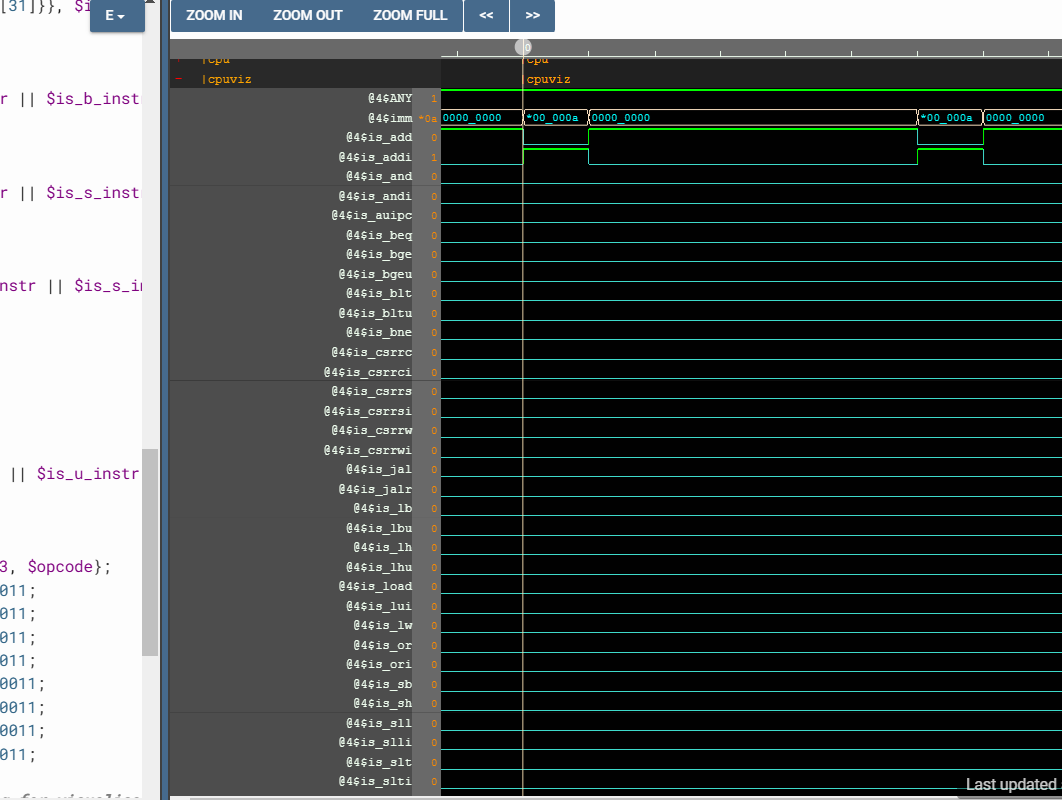 [31]}}, $i
E
ZOOM IN ZOOM OUT ZOOM FULL << >>
0
|cpu |cpu
- |cpuviz |cpuviz
r || $is_b_inst
@4$ANY 1
@4$imm *0a 0000_0000 *00_000a 0000_0000 *00_000a 0000_0000
@4$is_add 0
@4$is_addi 1
@4$is_and 0
r || $is_s_inst
@4$is_andi 0
@4$is_auipc 0
@4$is_beq 0
@4$is_bge 0
@4$is_bgeu 0
nstr || $is_s_i
@4$is_blt 0
@4$is_bltu 0
@4$is_bne 0
@4$is_csrrc 0
@4$is_csrrci 0
@4$is_csrrs 0
@4$is_csrrsi 0
@4$is_csrrw 0
@4$is_csrrwi 0
|| $is_u_instr
@4$is_jal 0
@4$is_jalr 0
@4$is_lb 0
@4$is_lbu 0
@4$is_lh 0
3, $opcode};
@4$is_lhu 0
011;
@4$is_load 0
011;
@4$is_lui 0
011;
@4$is_lw 0
@4$is_or 0
011;
@4$is_ori 0
0011;
@4$is_sb 0
0011;
@4$is_sh 0
0011;
@4$is_sll 0
011;
@4$is_slli 0
@4$is_slt 0
@4$is_slti 0
Last updated